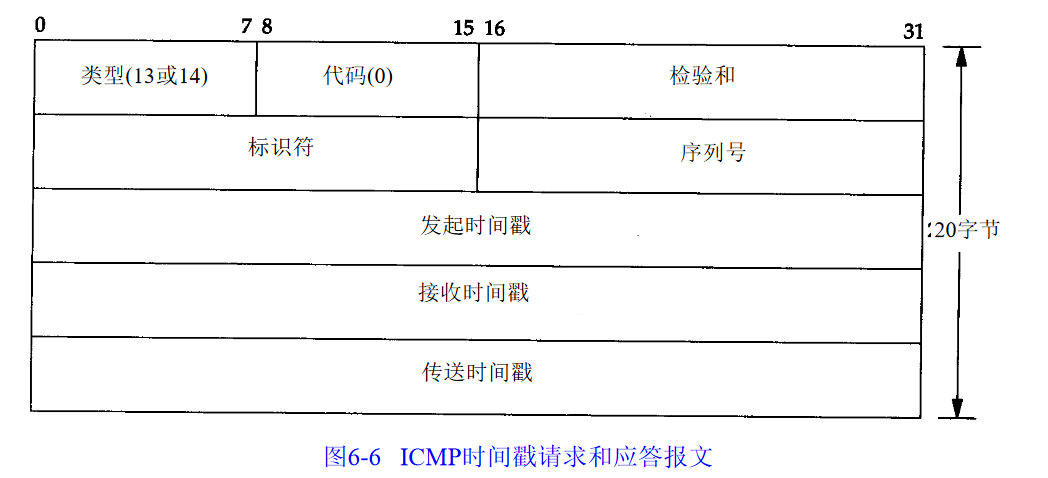 0 7 8 15 16 31
类型(13或14) 代码(0) 检验和
标识符 序列号
发起时间戳
20字节
接收时间戳
传送时间戳
图6-6 ICMP时间戳请求和应答报文